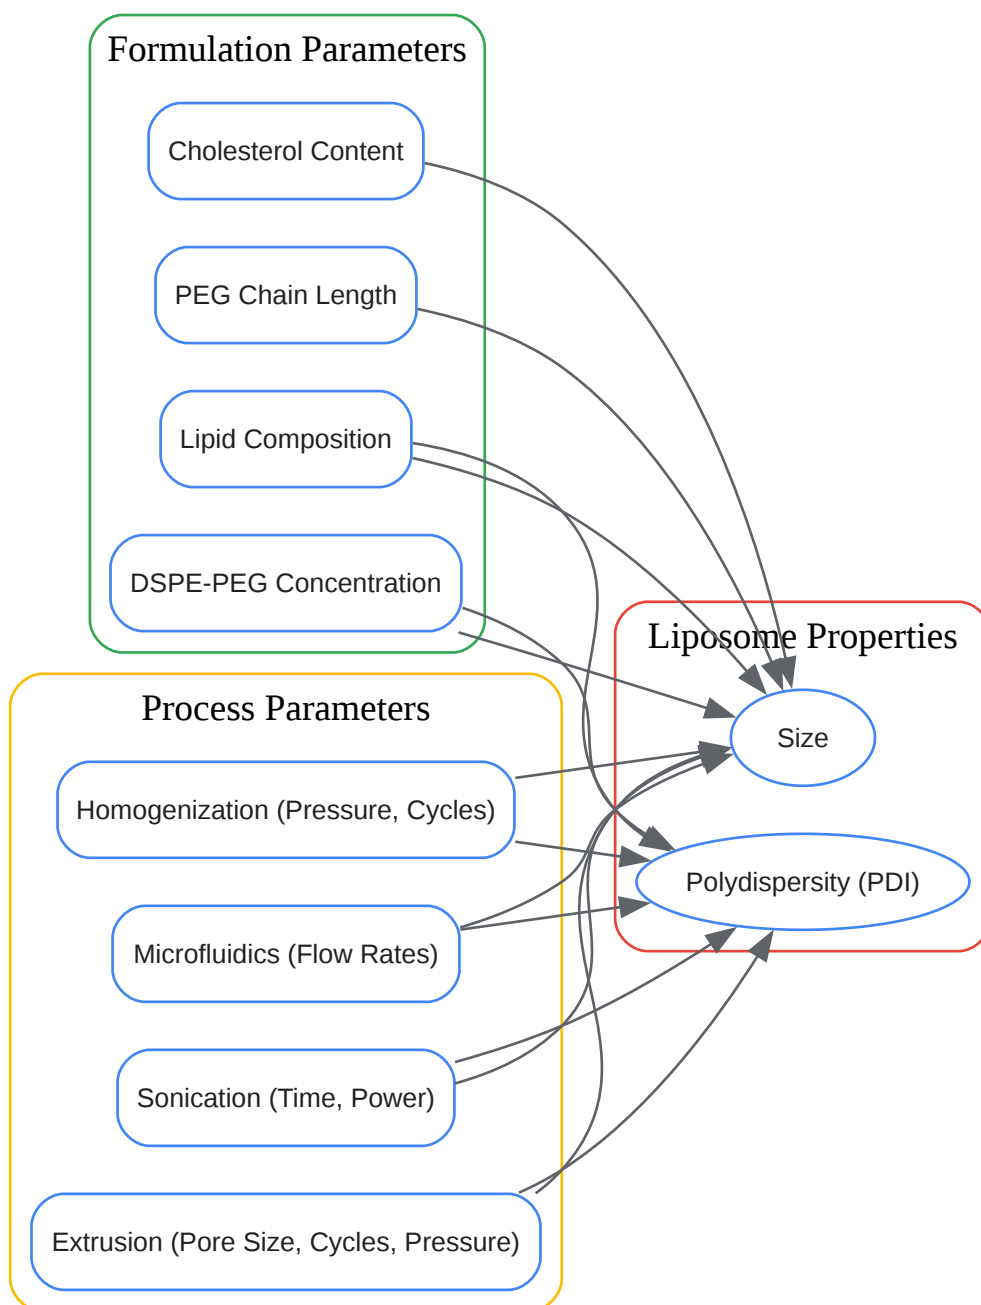 Formulation Parameters
Cholesterol Content
PEG Chain Length
Lipid Composition
DSPE-PEG Concentration
Process Parameters
Homogenization (Pressure, Cycles)
Microfluidics (Flow Rates)
Sonication (Time, Power)
Extrusion (Pore Size, Cycles, Pressure)
Liposome Properties
Size
Polydispersity (PDI)